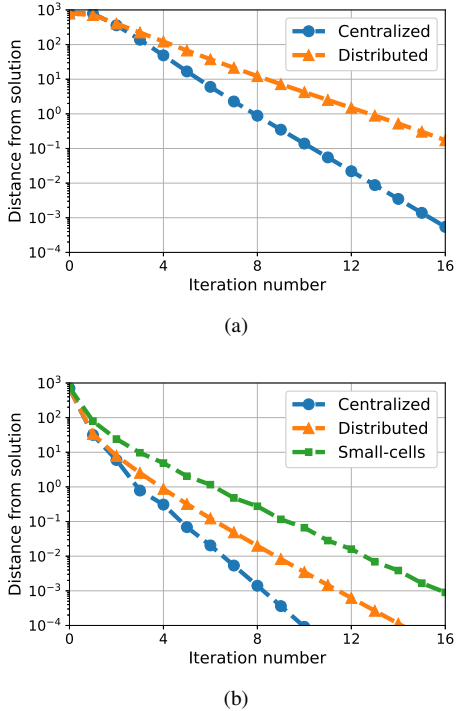 10³
10²
10¹
10⁰
10⁻¹
10⁻²
10⁻³
10⁻⁴
Distance from solution
Centralized
Distributed
0 4 8 12 16
Iteration number
(a)
10³
10²
10¹
10⁰
10⁻¹
10⁻²
10⁻³
10⁻⁴
Distance from solution
Centralized
Distributed
Small-cells
0 4 8 12 16
Iteration number
(b)